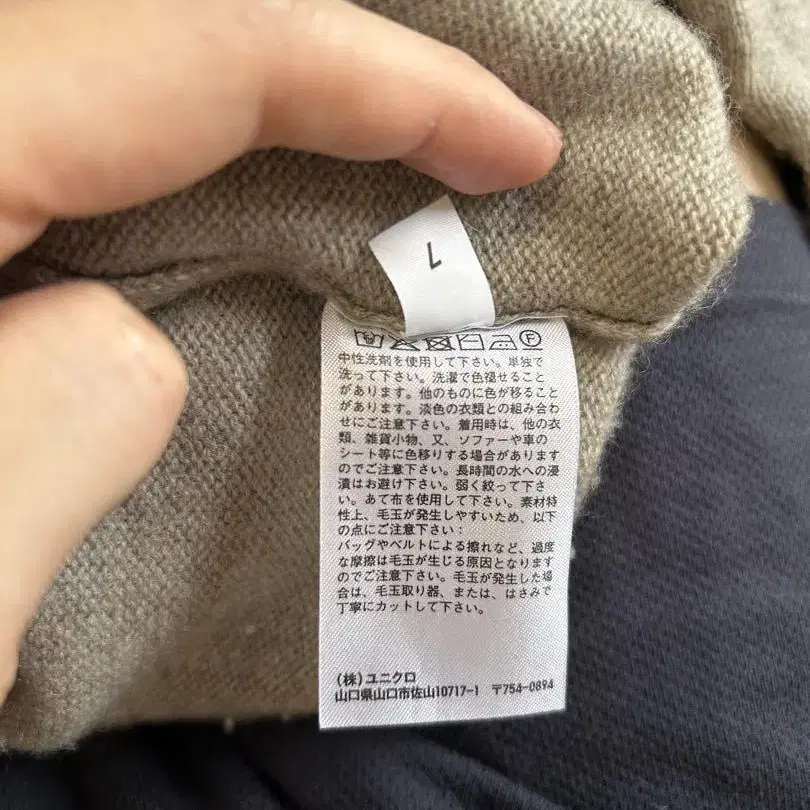 7
中性洗剤を使用して下さい。単独で
洗って下さい。洗濯で色褪せること
があります。他のものに色が移ること
があります。淡色の衣類との組み合わ
せにご注意下さい。着用時は、他の衣
類、雑貨小物、又、ソファーや車の
シート等に色移りする場合があります
のでご注意下さい。長時間の水への浸
漬はお避け下さい。弱く絞って下さ
い。あて布を使用して下さい。素材特
性上、毛玉が発生しやすいため、以下
の点にご注意下さい：
バッグやベルトによる擦れなど、過度
な摩擦は毛玉が生じる原因となります
のでご注意下さい。毛玉が発生した場
合は、毛玉取り器、または、はさみで
丁寧にカットして下さい。
(株)ユニクロ
山口県山口市佐山10717-1 〒754-0894